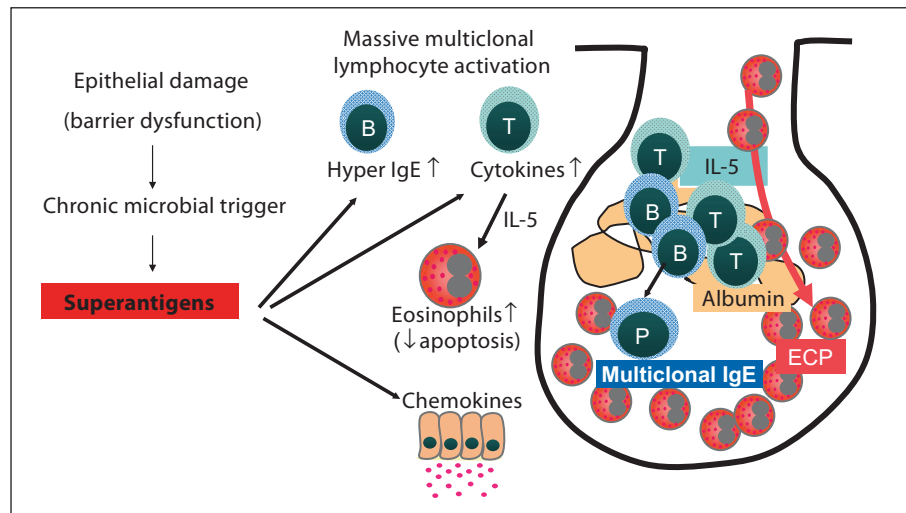 Massive multiclonal
lymphocyte activation
Epithelial damage
(barrier dysfunction)
Chronic microbial trigger
Superantigens
B
T
Hyper IgE ↑
Cytokines ↑
IL-5
Eosinophils ↑
(↓ apoptosis)
Chemokines
T
IL-5
B
T
B
T
Albumin
P
ECP
Multiclonal IgE